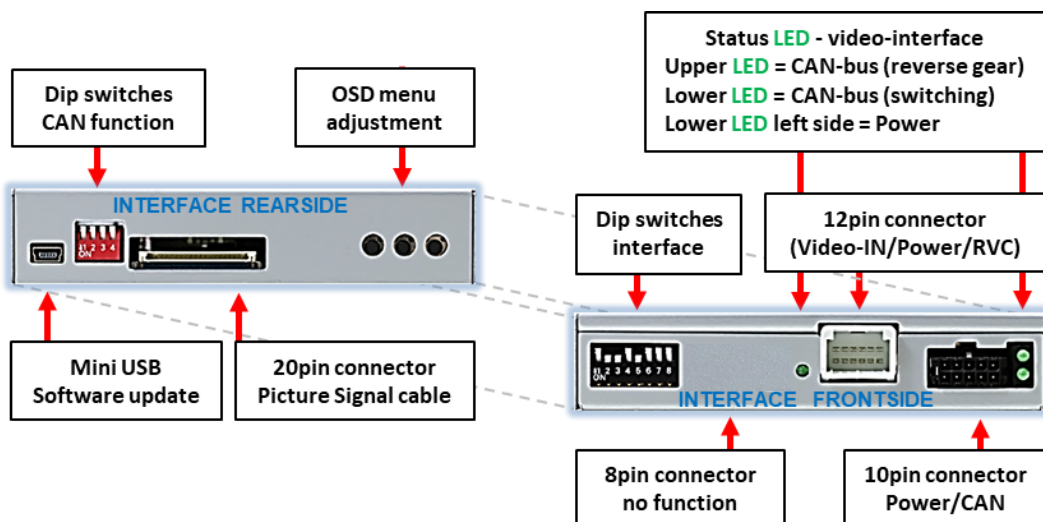 Status LED - video-interface
Upper LED = CAN-bus (reverse gear)
Lower LED = CAN-bus (switching)
Lower LED left side = Power
Dip switches
CAN function
OSD menu
adjustment
INTERFACE REARSIDE
1 2 3 4
ON
Dip switches
interface
12pin connector
(Video-IN/Power/RVC)
Mini USB
Software update
20pin connector
Picture Signal cable
1 2 3 4 5 6 7 8
ON
INTERFACE FRONTSIDE
8pin connector
no function
10pin connector
Power/CAN